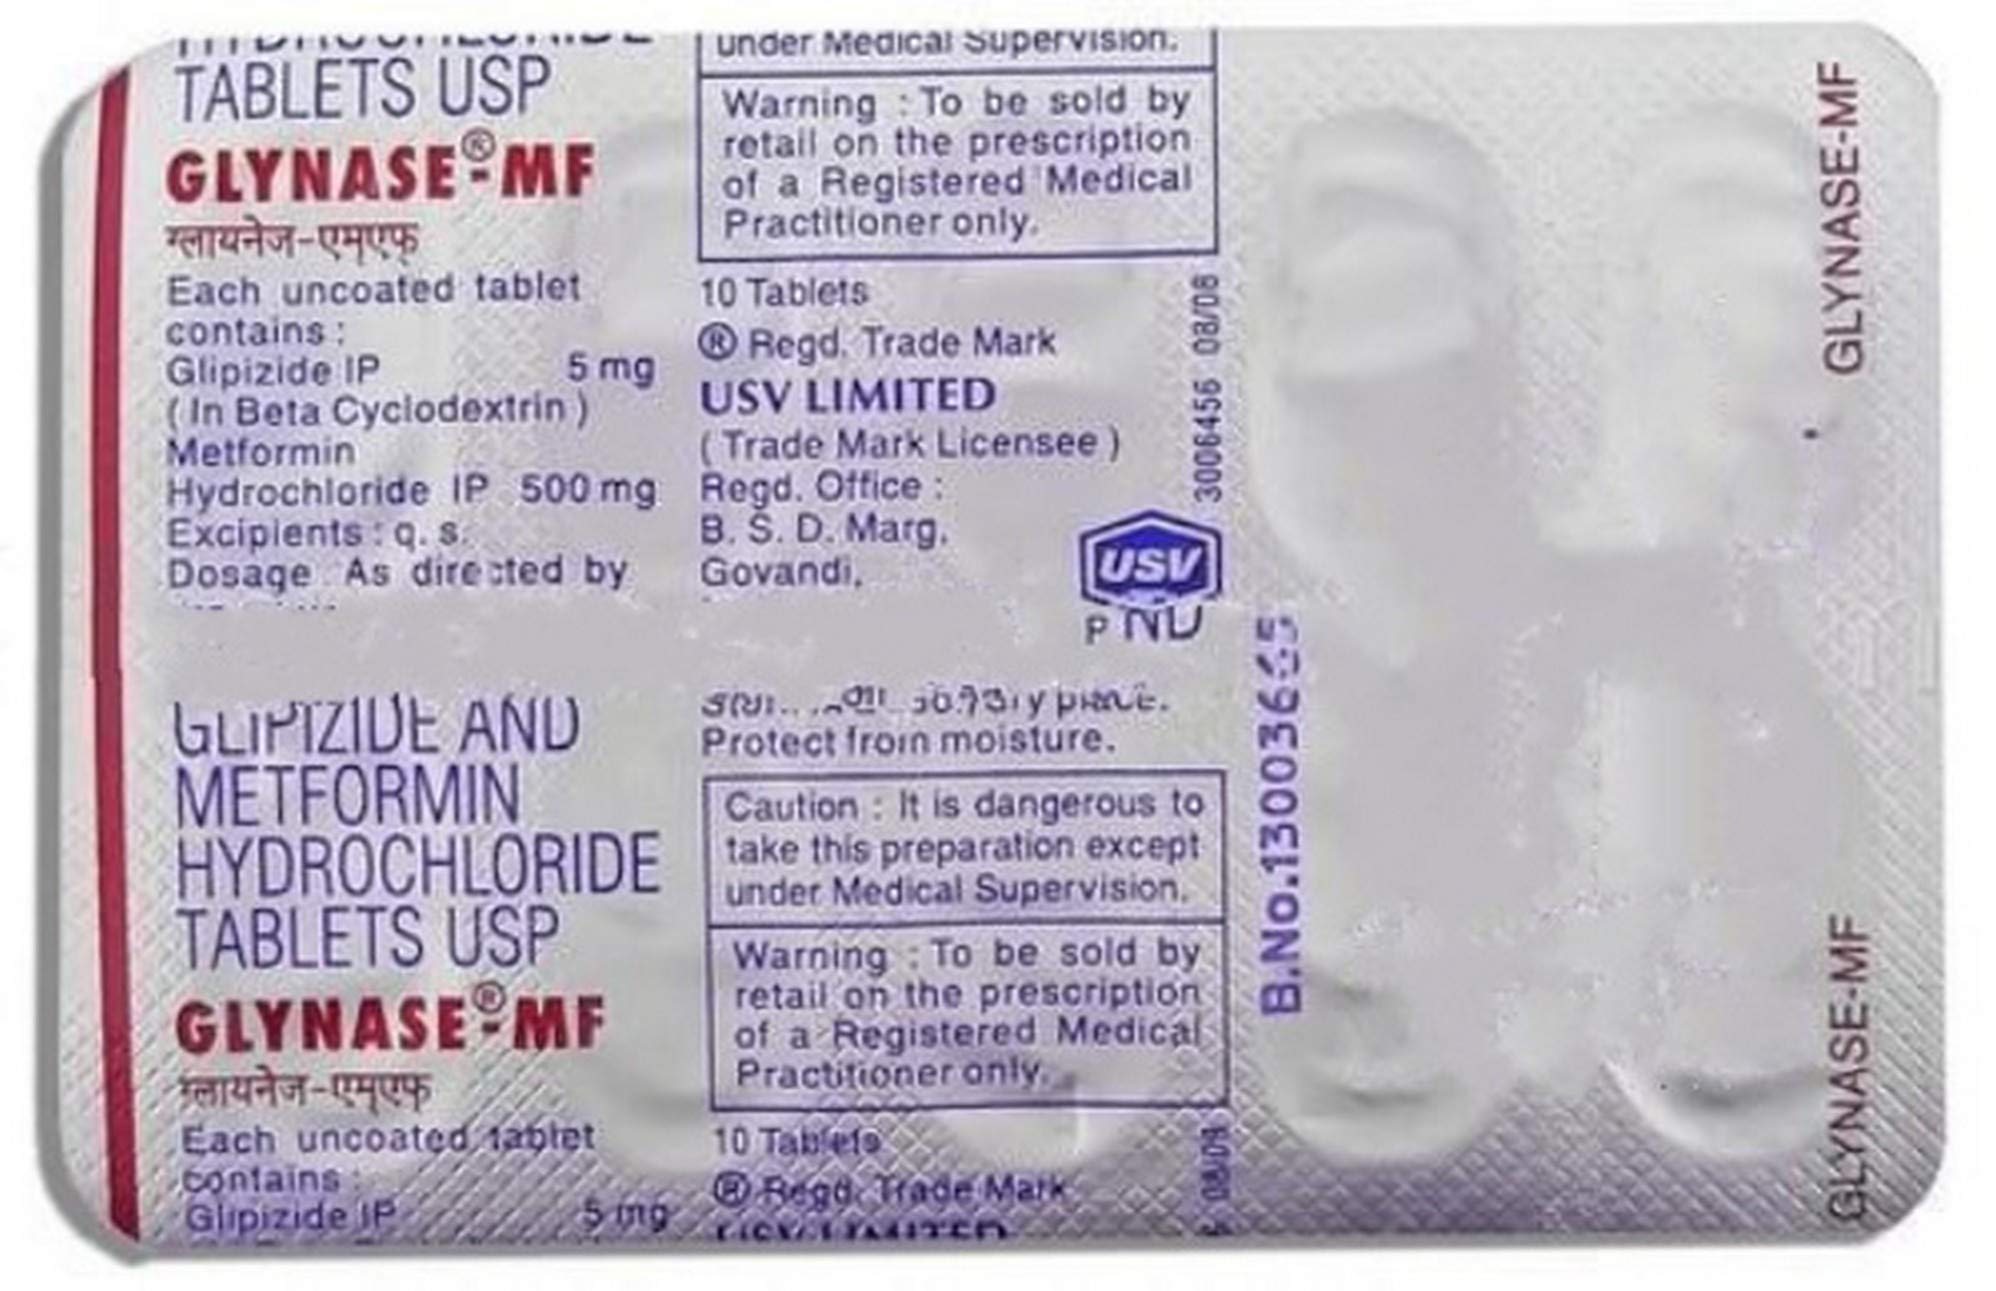 TABLETS USP
GLYNASE®-MF
ग्लायनेज-एमएफ
Each uncoated tablet
contains :
Glipizide IP 5 mg
( In Beta Cyclodextrin )
Metformin
Hydrochloride IP 500 mg
Excipients : q. s.
Dosage As directed by
GLIPIZIDE AND
METFORMIN
HYDROCHLORIDE
TABLETS USP
GLYNASE®-MF
ग्लायनेज-एमएफ
Each uncoated tablet
contains :
Glipizide IP 5 mg
under Medical Supervision.
Warning : To be sold by
retail on the prescription
of a Registered Medical
Practitioner only.
10 Tablets
® Regd. Trade Mark
USV LIMITED
( Trade Mark Licensee )
Regd. Office :
B. S. D. Marg,
Govandi,
USV
3006456 08/08
place.
Protect from moisture.
Caution : It is dangerous to
take this preparation except
under Medical Supervision.
Warning : To be sold by
retail on the prescription
of a Registered Medical
Practitioner only.
10 Tablets
® Regd. Trade Mark
USV LIMITED
08/08
B.No.
GLYNASE-MF
GLYNASE-MF